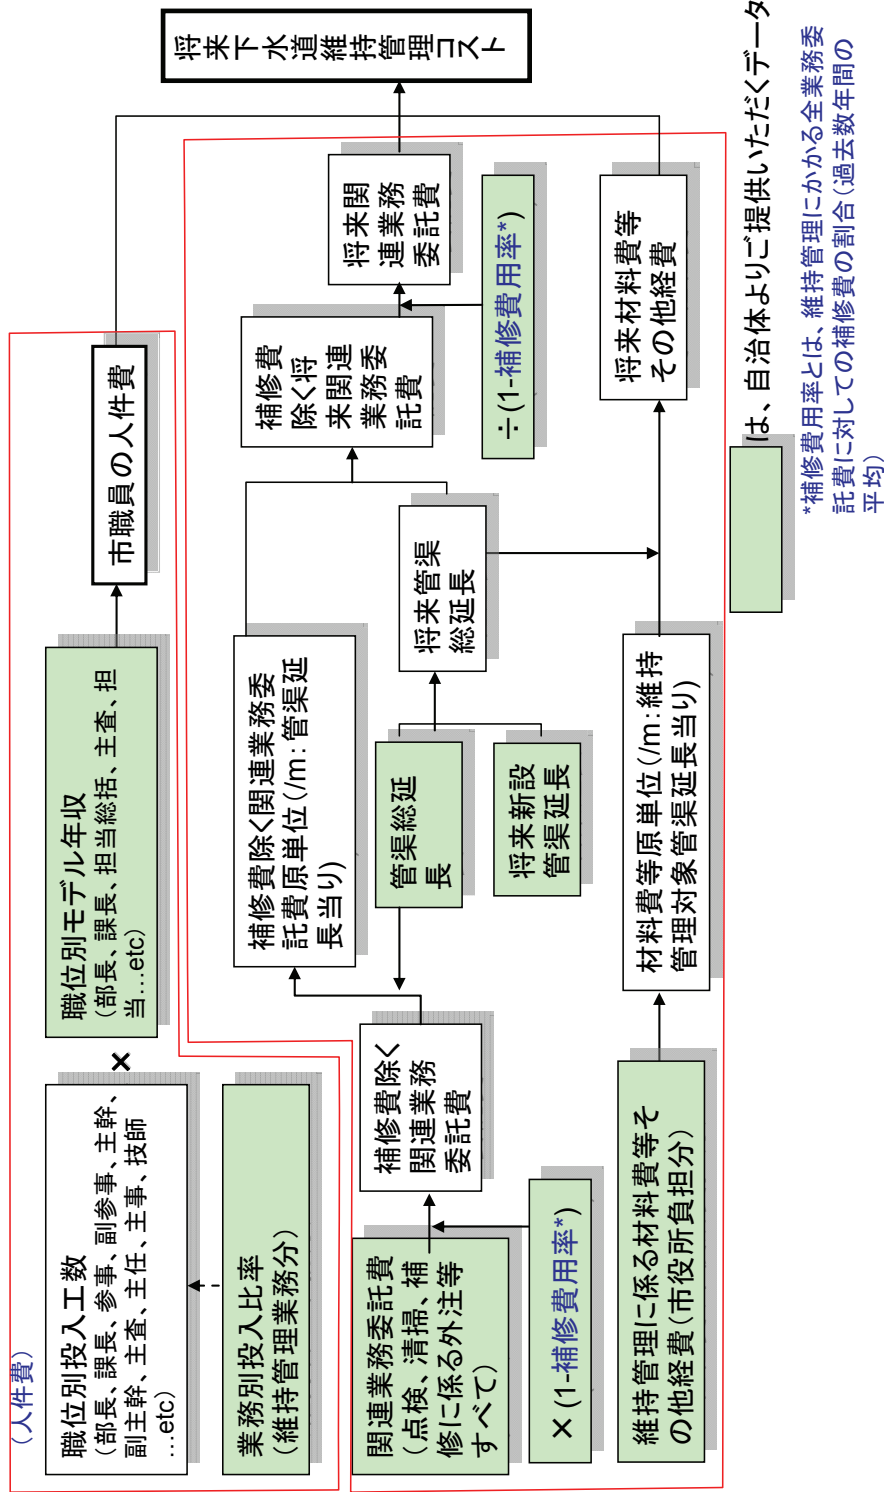 (人件費)
職位別投入工数
(部長、課長、参事、副参事、主幹、
副主幹、主査、主任、主事、技師
…etc)
×
職位別モデル年収
(部長、課長、担当総括、主査、担
当…etc)
市職員の人件費
業務別投入比率
(維持管理業務分)
関連業務委託費
(点検、清掃、補
修に係る外注等
すべて)
×(1-補修費用率*)
補修費除く
関連業務
委託費
補修費除く関連業務委
託費原単位(/m:管渠延
長当り)
管渠総延
長
将来新設
管渠延長
将来管渠
総延長
補修費
除く将
来関連
業務委
託費
÷(1-補修費用率*)
将来関
連業務
委託費
将来下水道維持管理コスト
維持管理に係る材料費等そ
の他経費(市役所負担分)
材料費等原単位(/m:維持
管理対象管渠延長当り)
将来材料費等
その他経費
は、自治体よりご提供いただくデータ
*補修費用率とは、維持管理にかかる全業務委
託費に対しての補修費の割合(過去数年間の
平均)